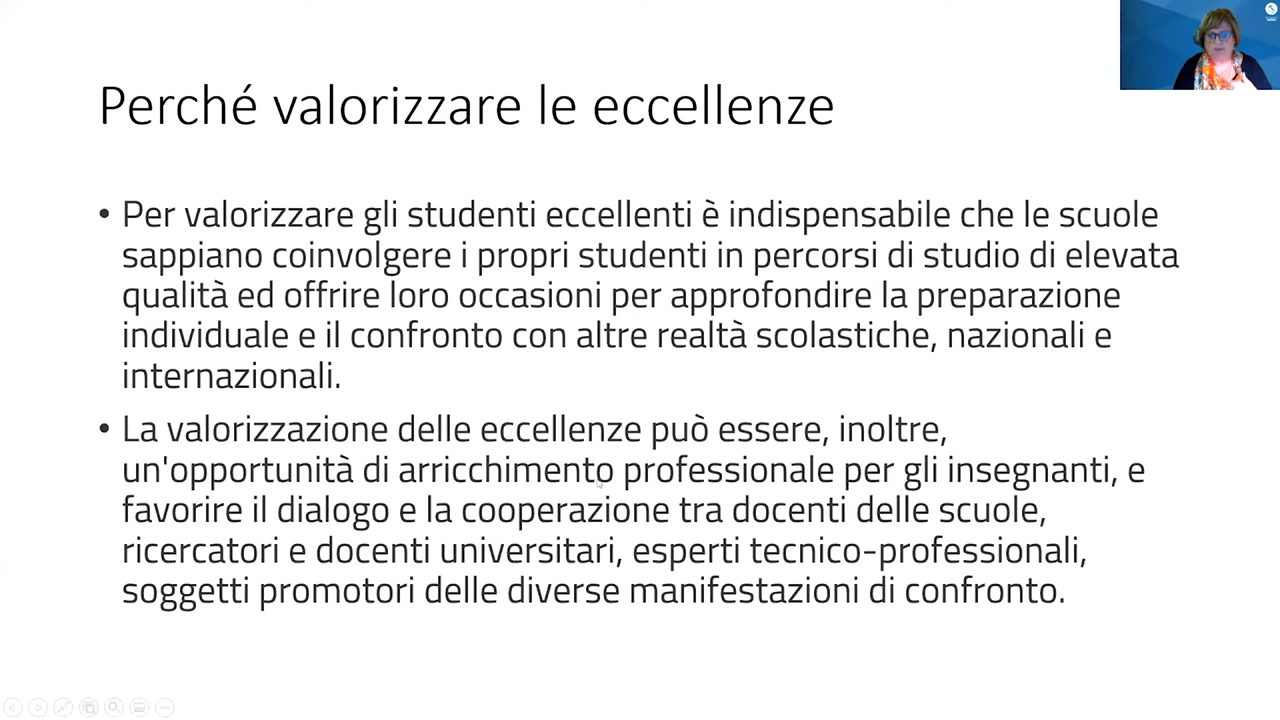 Perché valorizzare le eccellenze
• Per valorizzare gli studenti eccellenti è indispensabile che le scuole
sappiano coinvolgere i propri studenti in percorsi di studio di elevata
qualità ed offrire loro occasioni per approfondire la preparazione
individuale e il confronto con altre realtà scolastiche, nazionali e
internazionali.
• La valorizzazione delle eccellenze può essere, inoltre,
un'opportunità di arricchimento professionale per gli insegnanti, e
favorire il dialogo e la cooperazione tra docenti delle scuole,
ricercatori e docenti universitari, esperti tecnico-professionali,
soggetti promotori delle diverse manifestazioni di confronto.